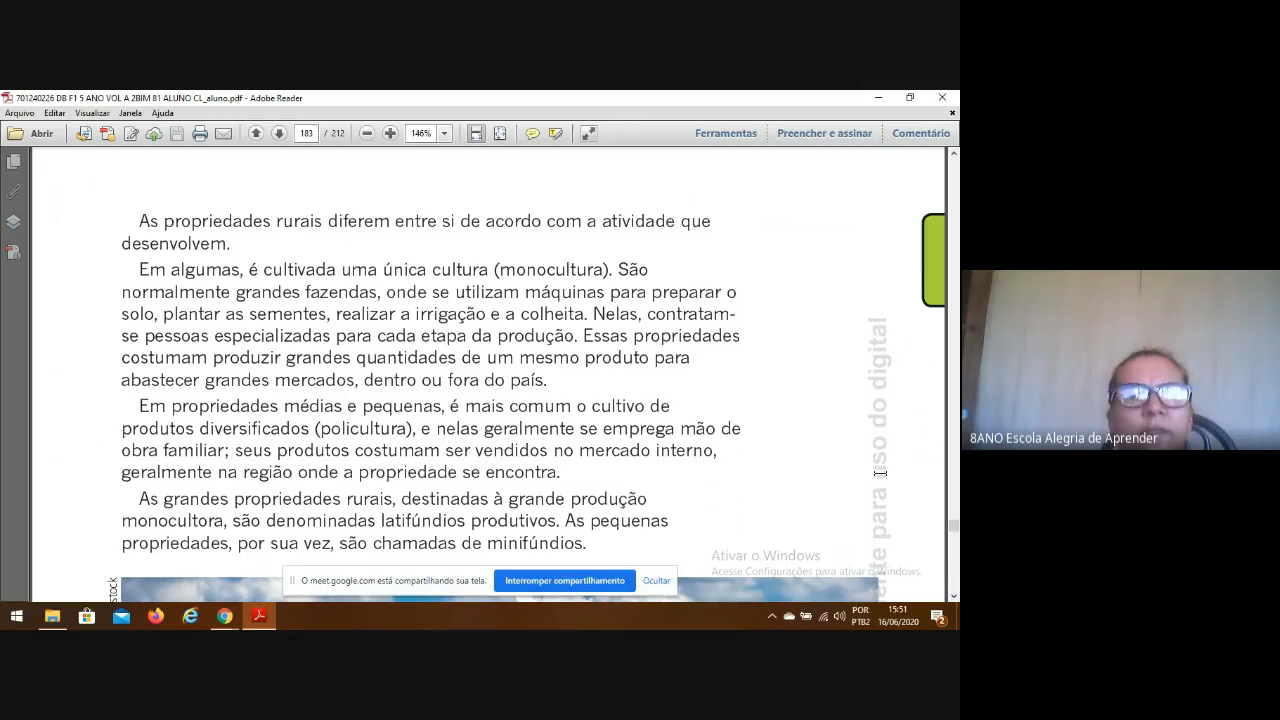 701240226 DB F1 5 ANO VOL A 2BIM 81 ALUNO CL_aluno.pdf - Adobe Reader
Arquivo Editar Visualizar Janela Ajuda
Abrir 183 / 212 146% Ferramentas Preencher e assinar Comentário
As propriedades rurais diferem entre si de acordo com a atividade que
desenvolvem.
Em algumas, é cultivada uma única cultura (monocultura). São
normalmente grandes fazendas, onde se utilizam máquinas para preparar o
solo, plantar as sementes, realizar a irrigação e a colheita. Nelas, contratam-
se pessoas especializadas para cada etapa da produção. Essas propriedades
costumam produzir grandes quantidades de um mesmo produto para
abastecer grandes mercados, dentro ou fora do país.
Em propriedades médias e pequenas, é mais comum o cultivo de
produtos diversificados (policultura), e nelas geralmente se emprega mão de
obra familiar; seus produtos costumam ser vendidos no mercado interno,
geralmente na região onde a propriedade se encontra.
As grandes propriedades rurais, destinadas à grande produção
monocultora, são denominadas latifúndios produtivos. As pequenas
propriedades, por sua vez, são chamadas de minifúndios.
para uso do digital
8ANO Escola Alegria de Aprender
Ativar o Windows
Acesse Configurações para ativar o Windows.
O meet.google.com está compartilhando sua tela. Interromper compartilhamento Ocultar
POR
PTB2
15:51
16/06/2020
2